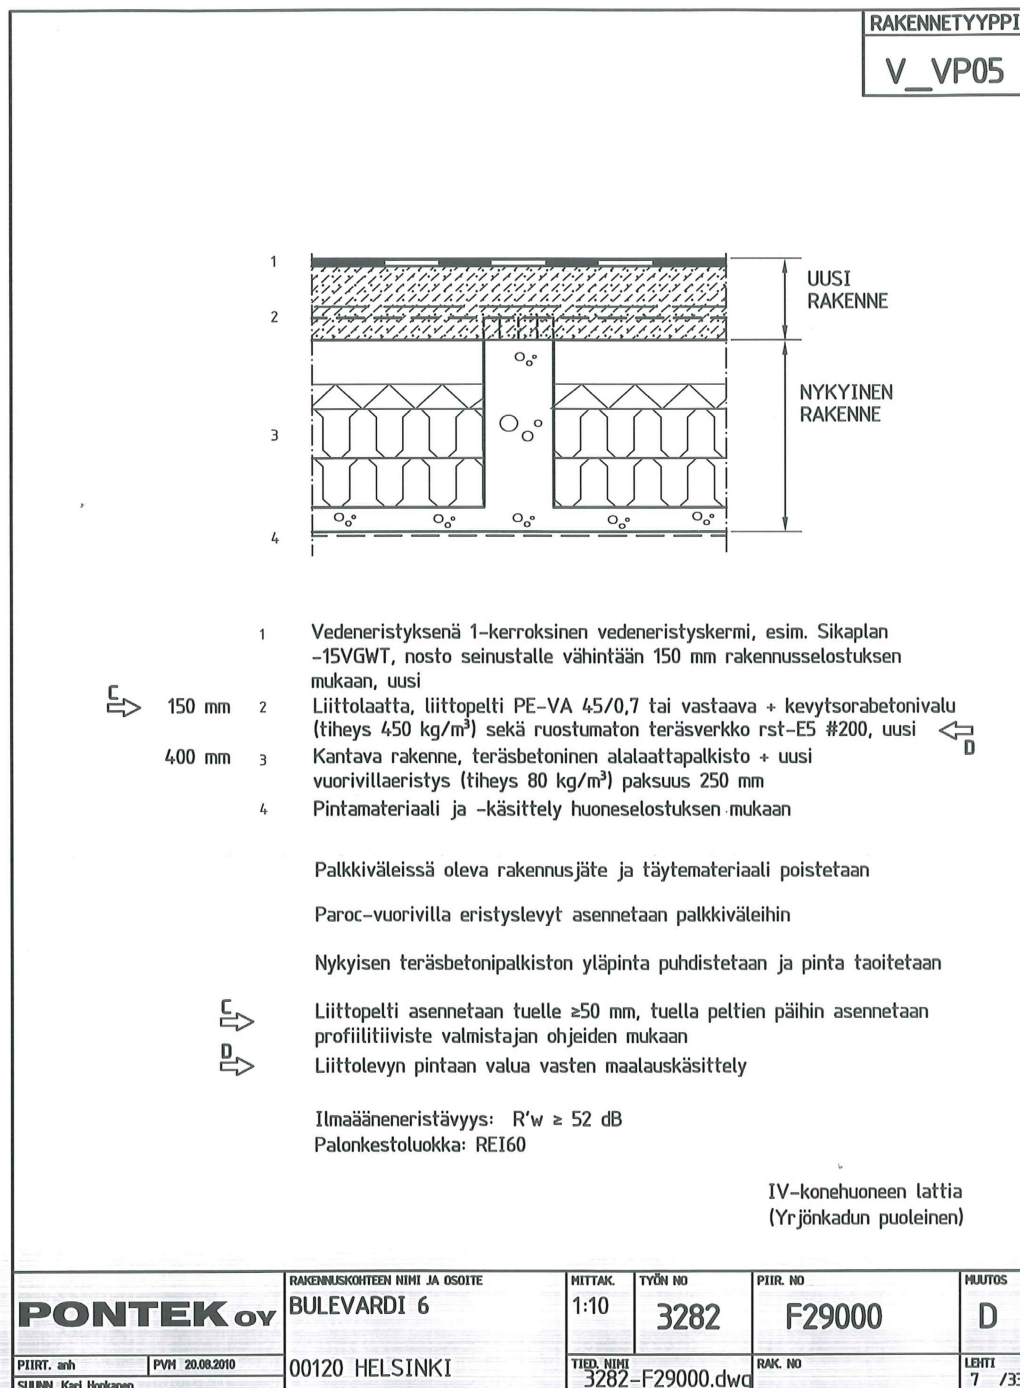 RAKENNETYYPPI
V_VP05
1
2
3
4
UUSI
RAKENNE
NYKYINEN
RAKENNE
1 Vedeneristyksenä 1-kerroksinen vedeneristyskermi, esim. Sikaplan
-15VGWT, nosto seinustalle vähintään 150 mm rakennusselostuksen
mukaan, uusi
C 150 mm 2 Liittolaatta, liittopelti PE-VA 45/0,7 tai vastaava + kevytsorabetonivalu
(tiheys 450 kg/m³) sekä ruostumaton teräsverkko rst-E5 #200, uusi D
400 mm 3 Kantava rakenne, teräsbetoninen alalaattapalkisto + uusi
vuorivillaeristys (tiheys 80 kg/m³) paksuus 250 mm
4 Pintamateriaali ja -käsittely huoneselostuksen mukaan
Palkkiväleissä oleva rakennusjäte ja täytemateriaali poistetaan
Paroc-vuorivilla eristyslevyt asennetaan palkkiväleihin
Nykyisen teräsbetonipalkiston yläpinta puhdistetaan ja pinta taoitetaan
C Liittopelti asennetaan tuelle ≥50 mm, tuella peltien päihin asennetaan
profiilitiiviste valmistajan ohjeiden mukaan
D Liittolevyn pintaan valua vasten maalauskäsittely
Ilmaääneneristävyys: R'w ≥ 52 dB
Palonkestoluokka: REI60
IV-konehuoneen lattia
(Yrjönkadun puoleinen)
PONTEK OY
PIIRT. anh PVM 20.08.2010
SUUNN. Kari Honkanen
RAKENNUSKOHTEEN NIMI JA OSOITE
BULEVARDI 6
00120 HELSINKI
MITTAK.
1:10
TYÖN NO
3282
PIIR. NO
F29000
MUUTOS
D
TIED. NIMI
3282-F29000.dwg
RAK. NO
LEHTI
7 /33